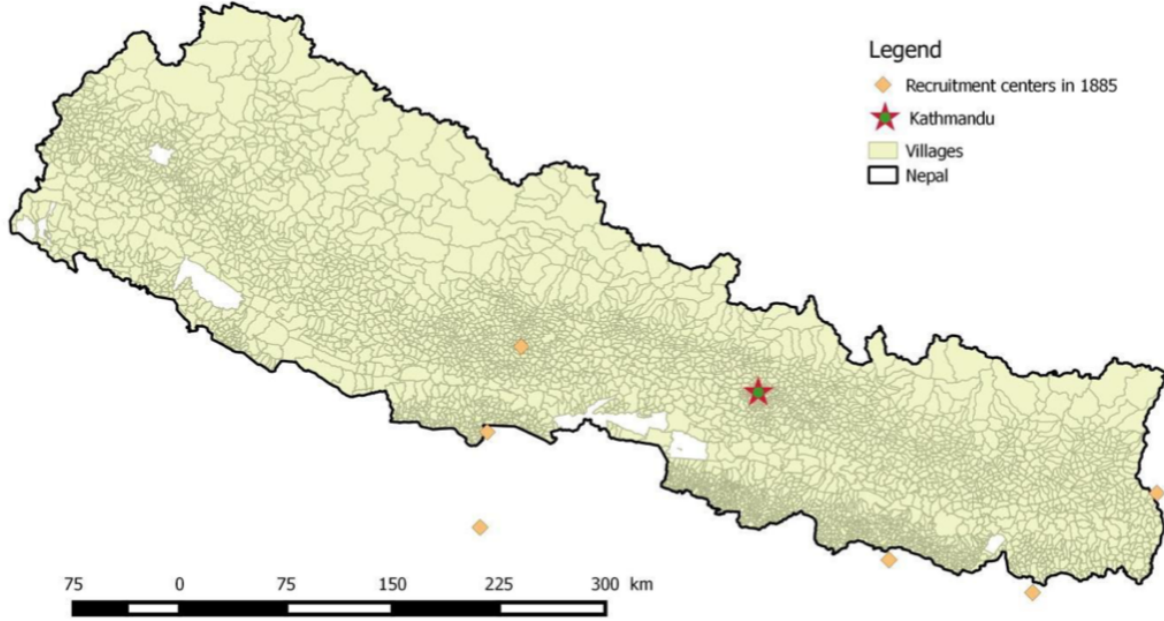 Legend
Recruitment centers in 1885
Kathmandu
Villages
Nepal
75 0 75 150 225 300 km